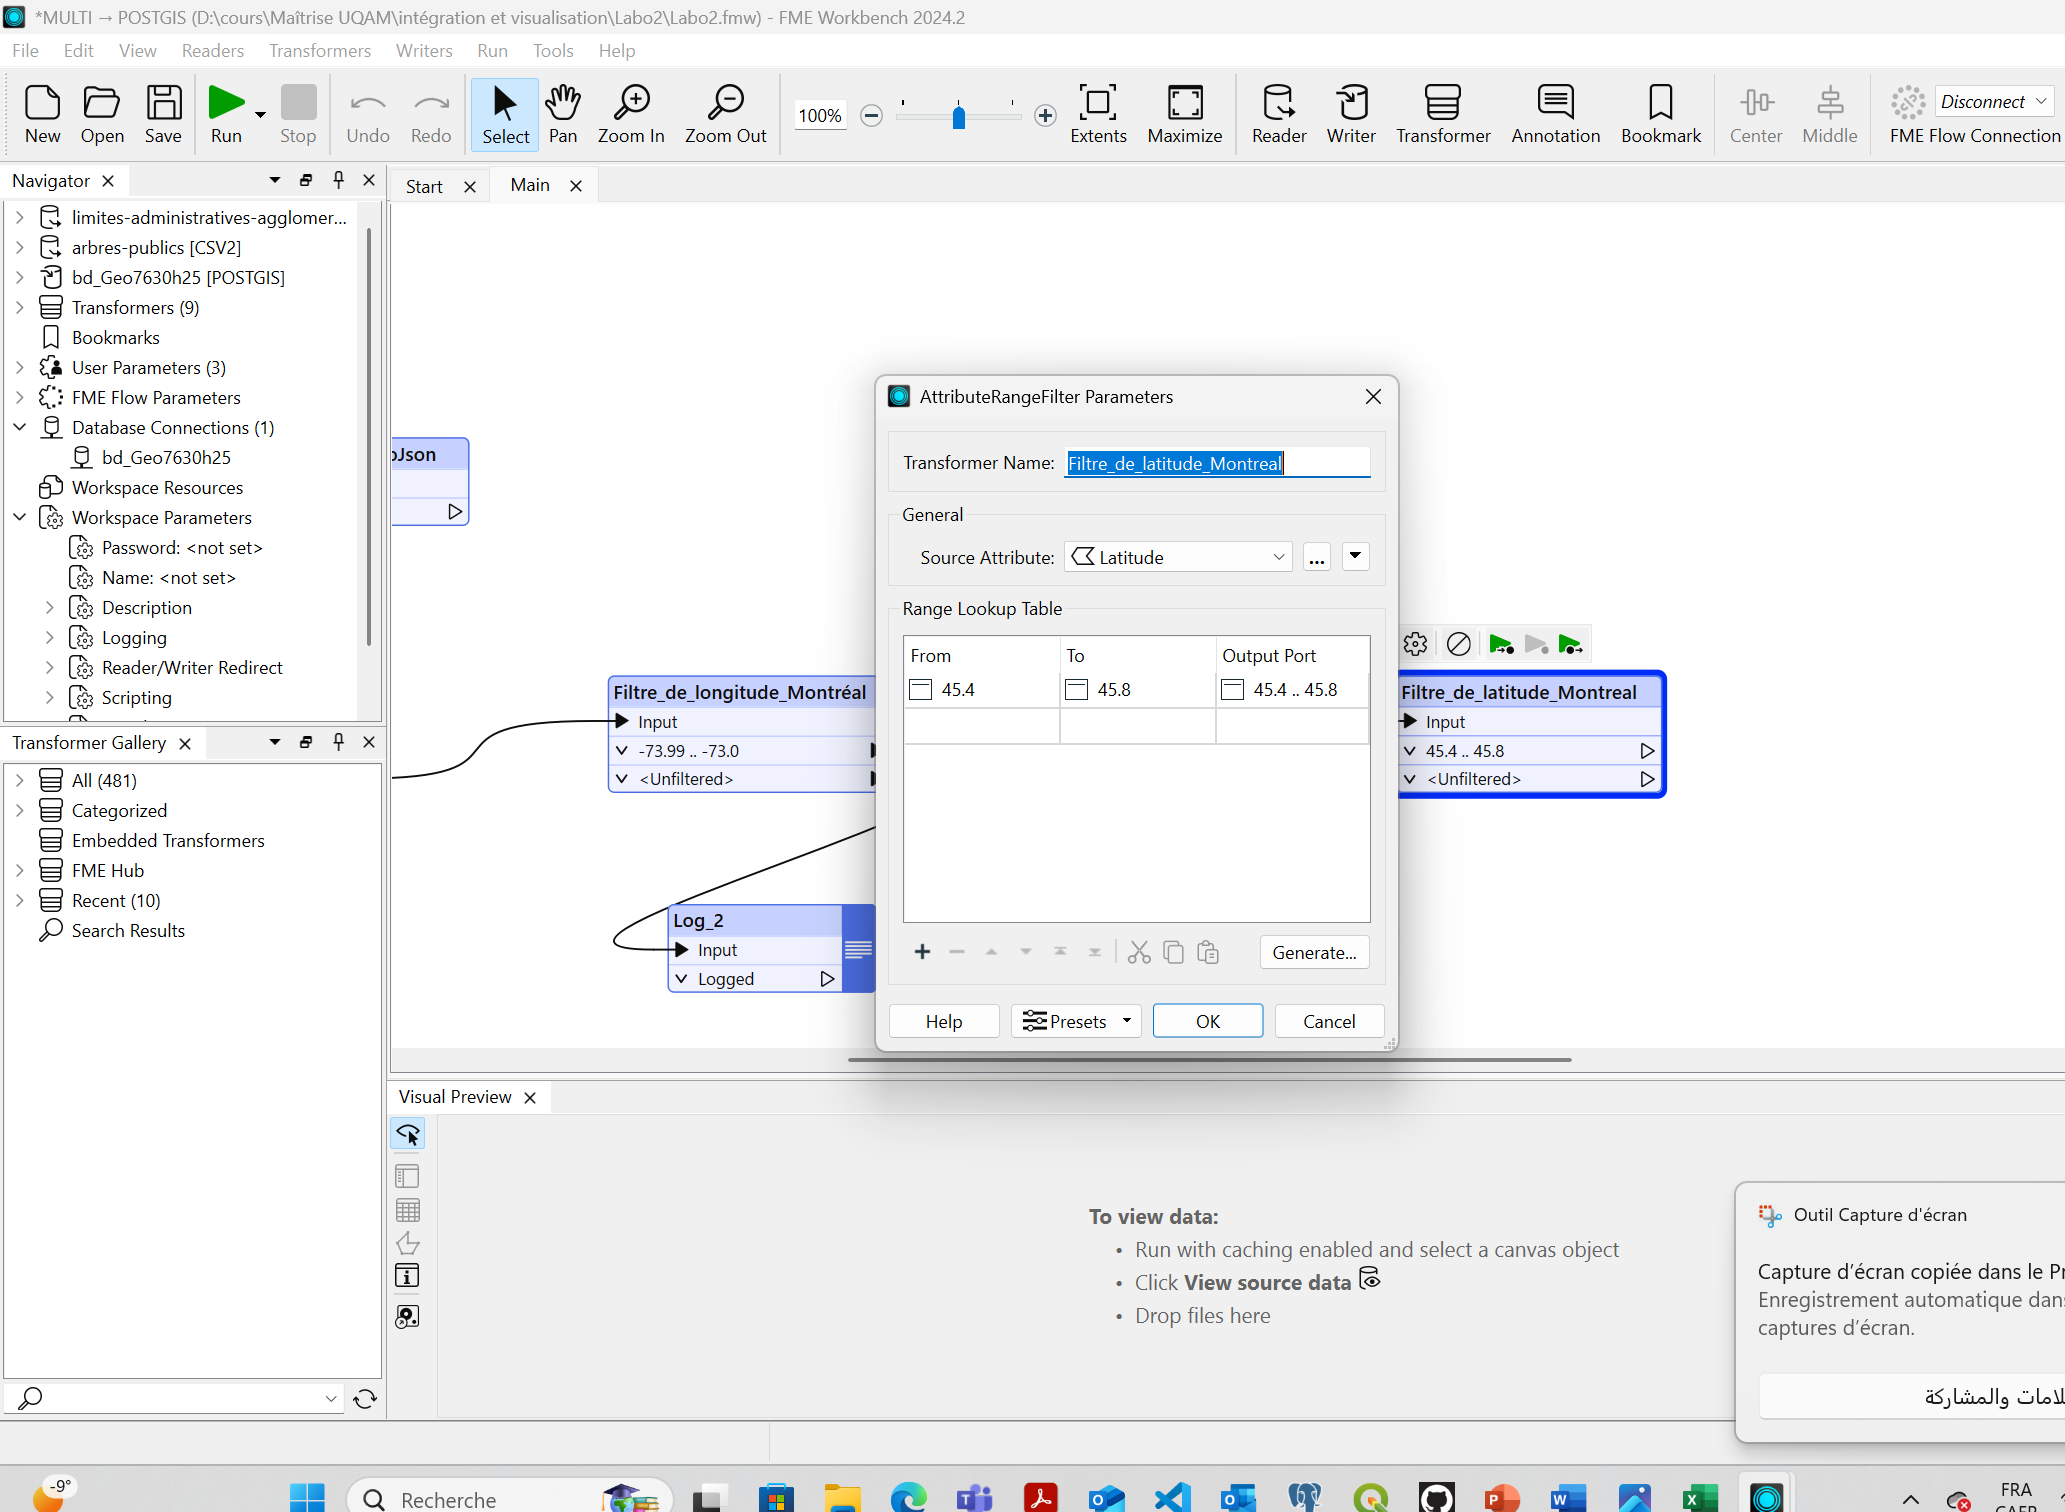 *MULTI → POSTGIS (D:\cours\Maîtrise UQAM\intégration et visualisation\Labo2\Labo2.fmw) - FME Workbench 2024.2
File Edit View Readers Transformers Writers Run Tools Help
New Open Save Run Stop Undo Redo Select Pan Zoom In Zoom Out 100% Extents Maximize Reader Writer Transformer Annotation Bookmark Center Middle Disconnect FME Flow Connection
Navigator
limites-administratives-agglomer...
arbres-publics [CSV2]
bd_Geo7630h25 [POSTGIS]
Transformers (9)
Bookmarks
User Parameters (3)
FME Flow Parameters
Database Connections (1)
bd_Geo7630h25
Workspace Resources
Workspace Parameters
Password: <not set>
Name: <not set>
Description
Logging
Reader/Writer Redirect
Scripting
Transformer Gallery
All (481)
Categorized
Embedded Transformers
FME Hub
Recent (10)
Search Results
Start Main
Json
Filtre_de_longitude_Montréal
Input
-73.99 .. -73.0
<Unfiltered>
Log_2
Input
Logged
AttributeRangeFilter Parameters
Transformer Name: Filtre_de_latitude_Montreal
General
Source Attribute: Latitude ...
Range Lookup Table
From To Output Port
45.4 45.8 45.4 .. 45.8
Generate...
Help Presets OK Cancel
Filtre_de_latitude_Montreal
Input
45.4 .. 45.8
<Unfiltered>
Visual Preview
To view data:
• Run with caching enabled and select a canvas object
• Click View source data
• Drop files here
Outil Capture d'écran
Capture d'écran copiée dans le Pr
Enregistrement automatique dans
captures d'écran.
لامات والمشاركة
-9°
Recherche
FRA